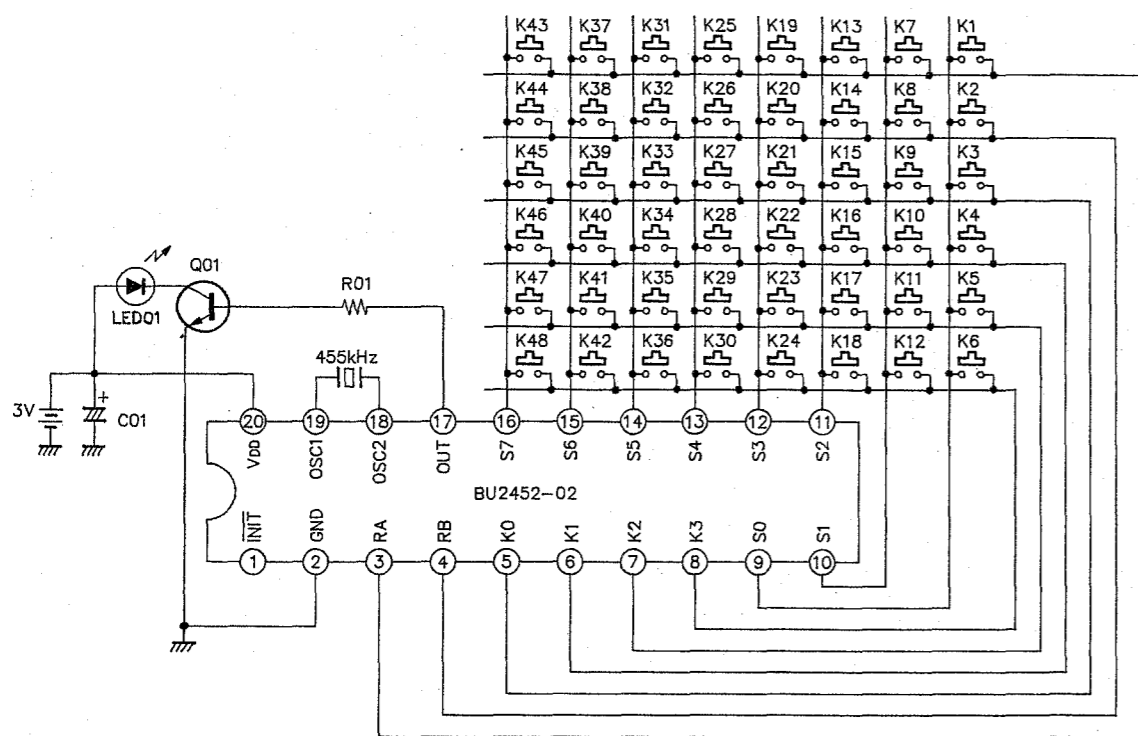 K43 K37 K31 K25 K19 K13 K7 K1
K44 K38 K32 K26 K20 K14 K8 K2
K45 K39 K33 K27 K21 K15 K9 K3
K46 K40 K34 K28 K22 K16 K10 K4
K47 K41 K35 K29 K23 K17 K11 K5
K48 K42 K36 K30 K24 K18 K12 K6
Q01
LED01
R01
455kHz
3V
+
C01
20 19 18 17 16 15 14 13 12 11
VDD OSC1 OSC2 OUT S7 S6 S5 S4 S3 S2
BU2452-02
INIT GND RA RB K0 K1 K2 K3 S0 S1
1 2 3 4 5 6 7 8 9 10